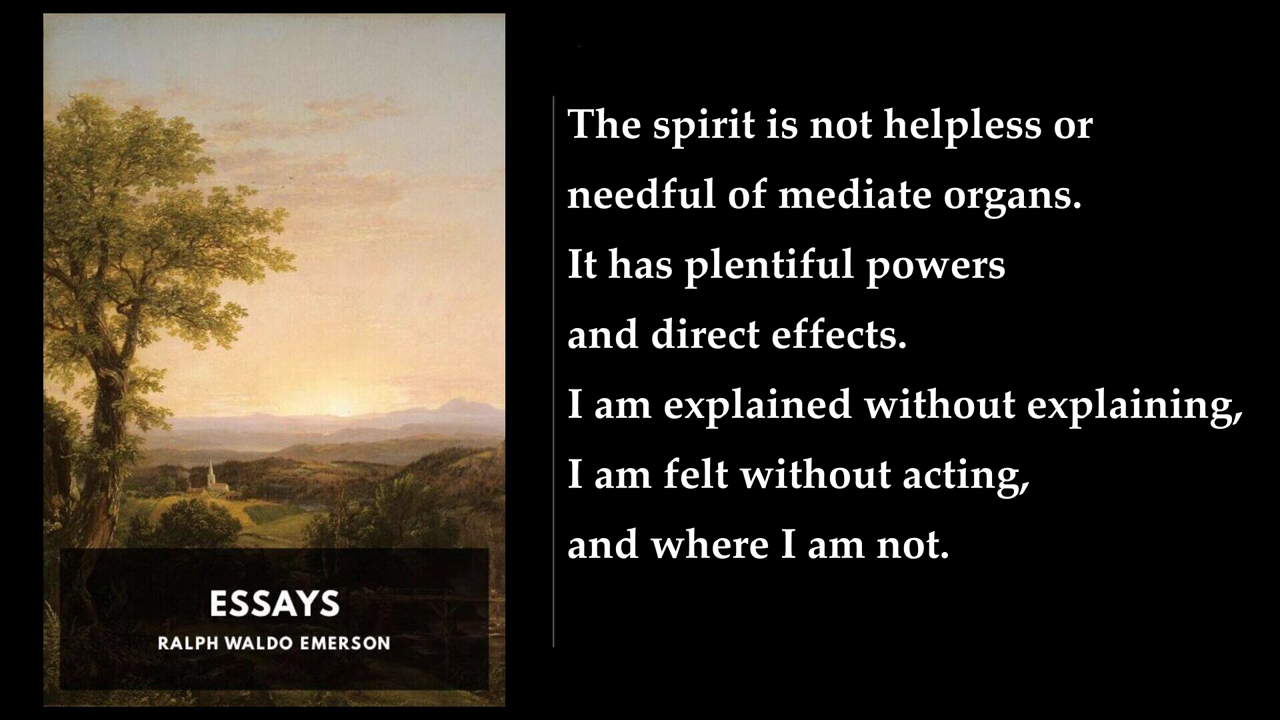 ESSAYS
RALPH WALDO EMERSON
The spirit is not helpless or
needful of mediate organs.
It has plentiful powers
and direct effects.
I am explained without explaining,
I am felt without acting,
and where I am not.